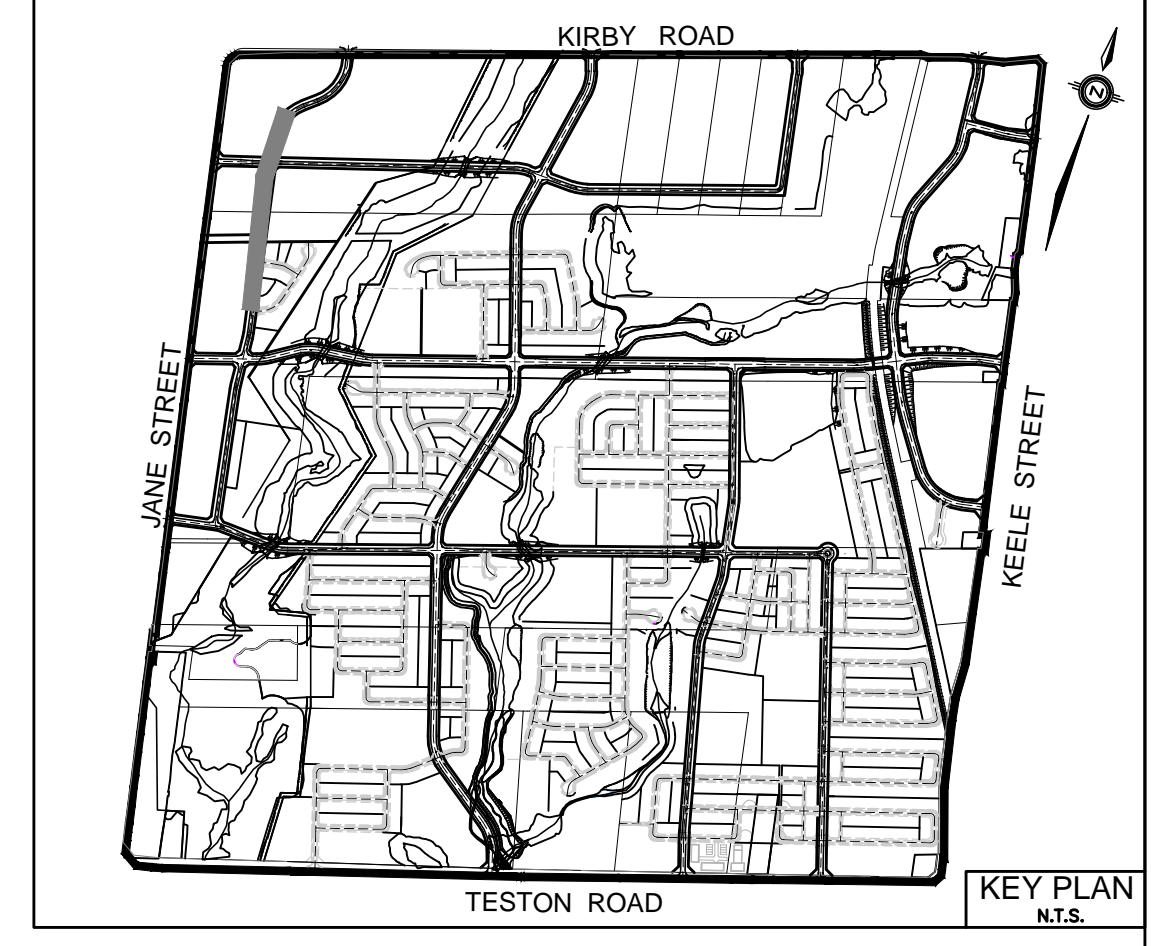 KIRBY ROAD
N
JANE STREET
KEELE STREET
TESTON ROAD
KEY PLAN
N.T.S.